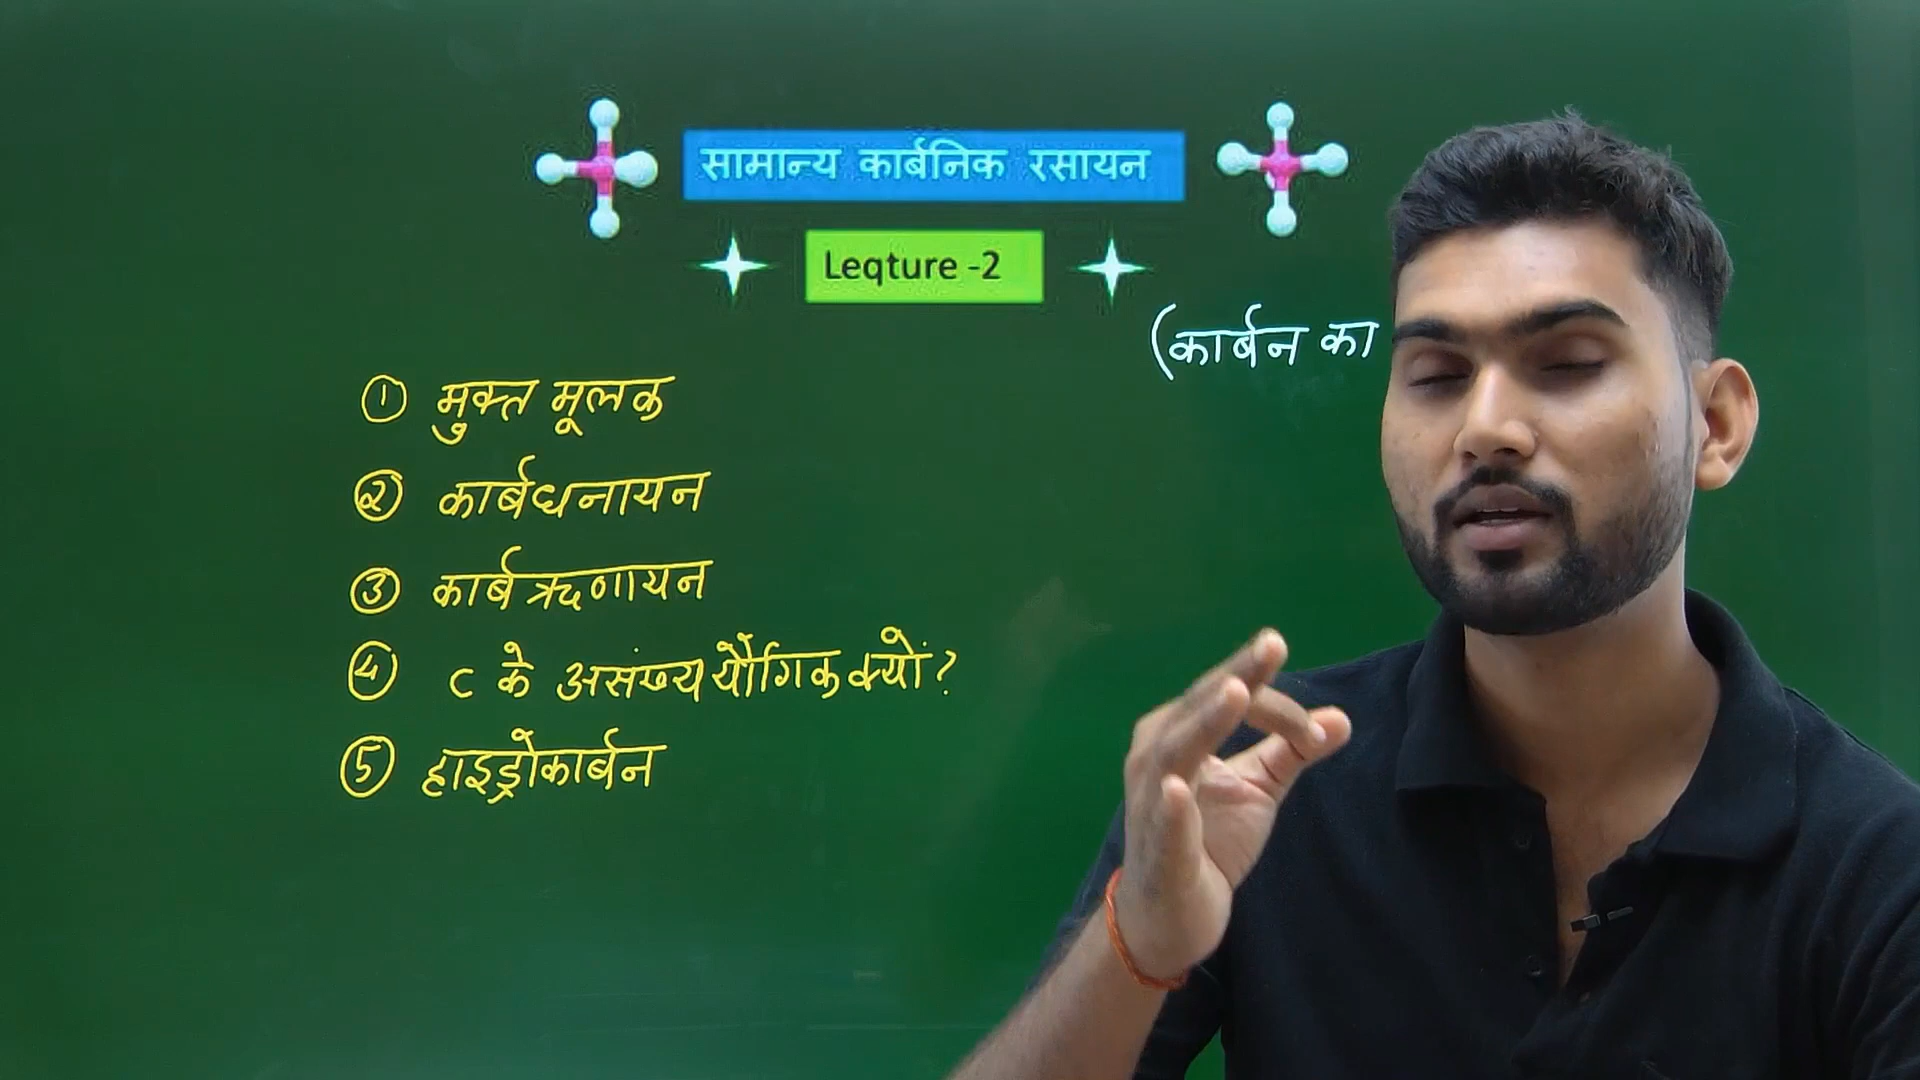 सामान्य कार्बनिक रसायन
Leqture -2
(कार्बन का
① मुक्त मूलक
② कार्बधनायन
③ कार्बऋणायन
④ C के असंख्य यौगिक क्यों?
⑤ हाइड्रोकार्बन